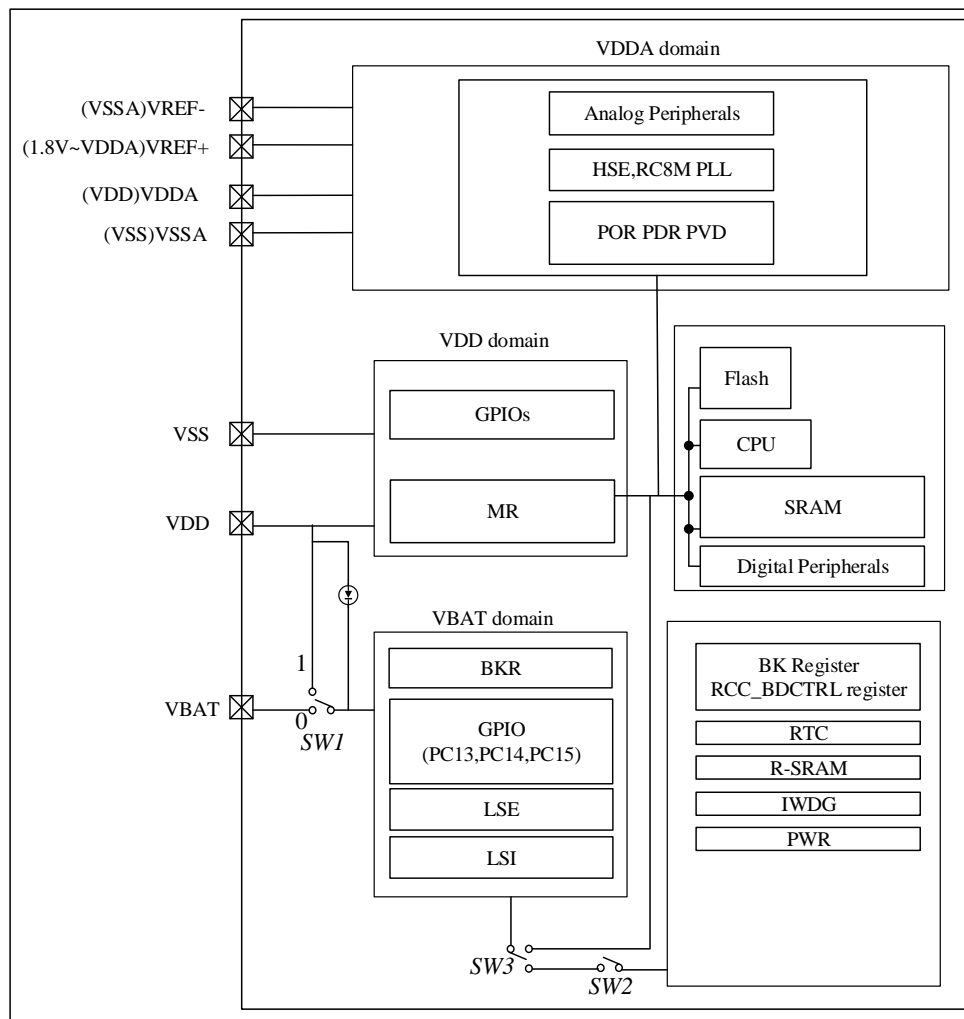 VDDA domain
(VSSA)VREF-
(1.8V~VDDA)VREF+
(VDD)VDDA
(VSS)VSSA
Analog Peripherals
HSE,RC8M PLL
POR PDR PVD
VDD domain
VSS
VDD
GPIOs
MR
Flash
CPU
SRAM
Digital Peripherals
VBAT domain
VBAT
1
0
SW1
BKR
GPIO
(PC13,PC14,PC15)
LSE
LSI
BK Register
RCC_BDCTRL register
RTC
R-SRAM
IWDG
PWR
SW3
SW2